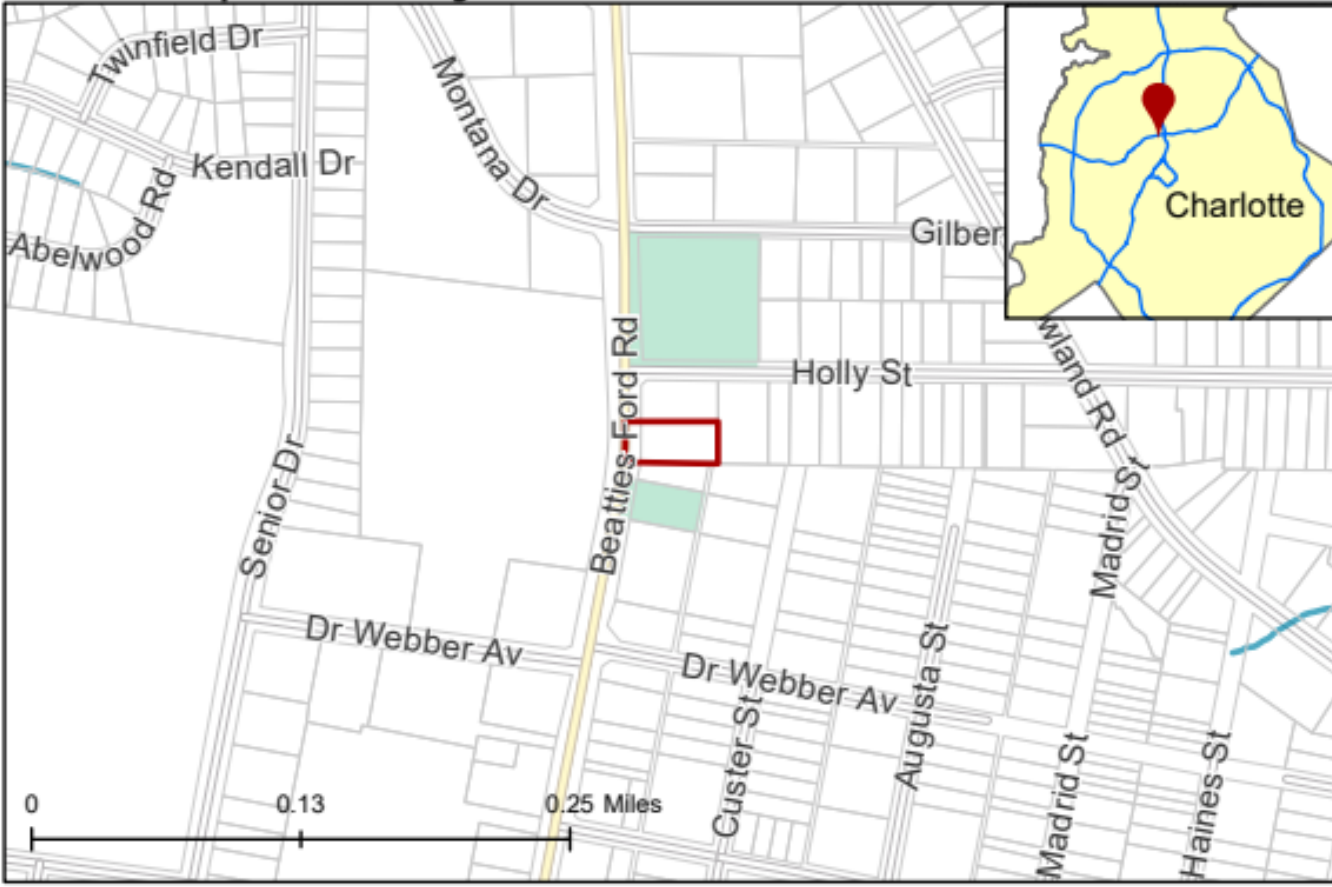 Twinfield Dr
Montana Dr
Kendall Dr
Abelwood Rd
Charlotte
Gilber
wland Rd
Beatties Ford Rd
Holly St
Senior Dr
Madrid St
Dr Webber Av
Dr Webber Av
Augusta St
Custer St
Madrid St
Haines St
0 0.13 0.25 Miles